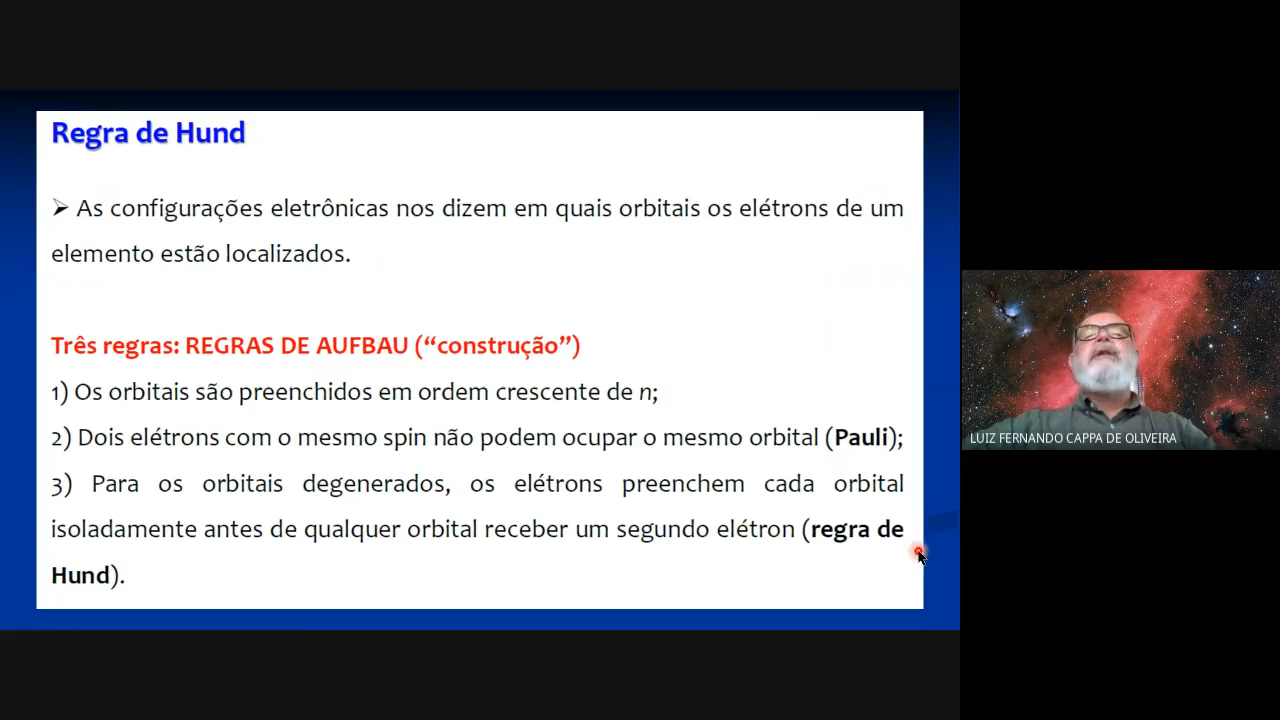 Regra de Hund
➢ As configurações eletrônicas nos dizem em quais orbitais os elétrons de um
elemento estão localizados.
Três regras: REGRAS DE AUFBAU (“construção”)
1) Os orbitais são preenchidos em ordem crescente de n;
2) Dois elétrons com o mesmo spin não podem ocupar o mesmo orbital (Pauli);
3) Para os orbitais degenerados, os elétrons preenchem cada orbital
isoladamente antes de qualquer orbital receber um segundo elétron (regra de
Hund).
LUIZ FERNANDO CAPPA DE OLIVEIRA